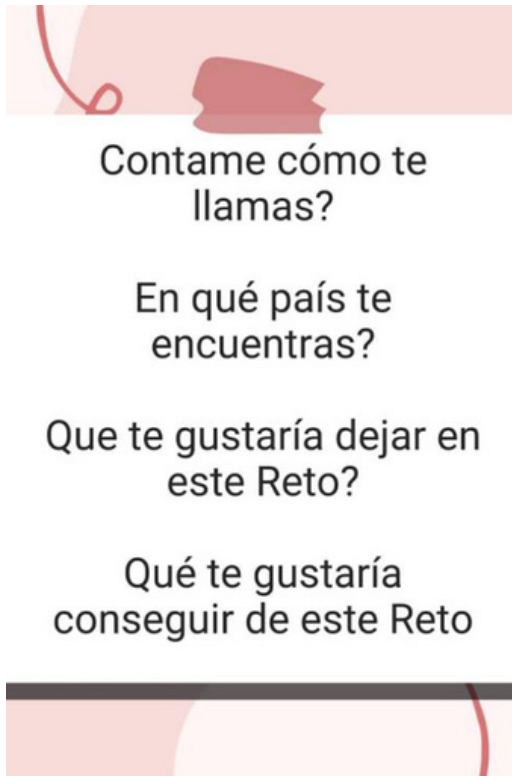 Contame cómo te
llamas?
En qué país te
encuentras?
Que te gustaría dejar en
este Reto?
Qué te gustaría
conseguir de este Reto